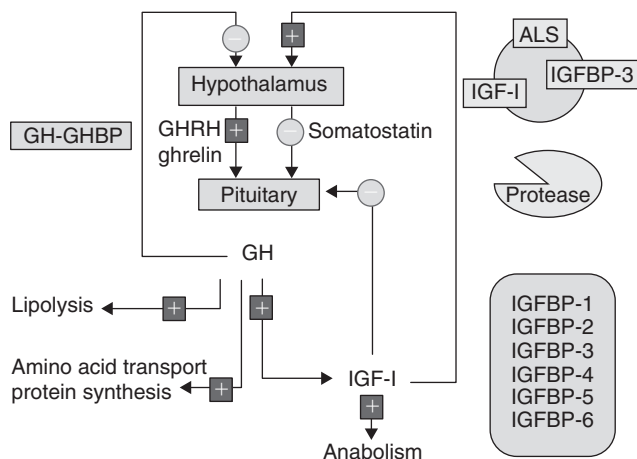 ALS
IGFBP-3
IGF-I
−
+
Hypothalamus
GH-GHBP
GHRH
ghrelin
+
−
Somatostatin
Pituitary
−
Protease
GH
Lipolysis
+
+
Amino acid transport
protein synthesis
+
IGF-I
+
Anabolism
IGFBP-1
IGFBP-2
IGFBP-3
IGFBP-4
IGFBP-5
IGFBP-6